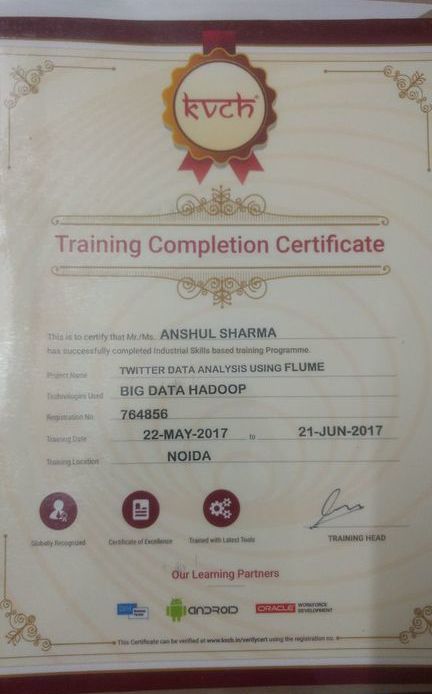 kvch
Training Completion Certificate
This is to certify that Mr./Ms. ANSHUL SHARMA
has successfully completed Industrial Skills based training Programme.
Project Name TWITTER DATA ANALYSIS USING FLUME
Technologies Used BIG DATA HADOOP
Registration No. 764856
Training Date 22-MAY-2017 to 21-JUN-2017
Training Location NOIDA
Globally Recognized Certificate of Excellence Trained with Latest Tools
TRAINING HEAD
Our Learning Partners
ANDROID ORACLE WORKFORCE DEVELOPMENT
This Certificate can be verified at www.kvch.in/verifycert using the registration no.